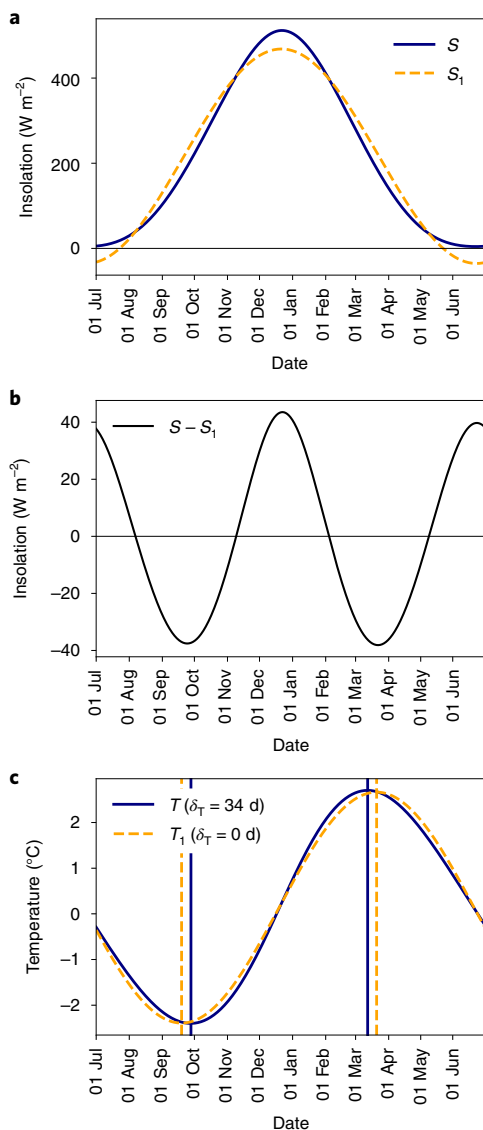 a
S
S₁
Insolation (W m⁻²)
400
200
0
01 Jul
01 Aug
01 Sep
01 Oct
01 Nov
01 Dec
01 Jan
01 Feb
01 Mar
01 Apr
01 May
01 Jun
Date
b
S − S₁
Insolation (W m⁻²)
40
20
0
−20
−40
01 Jul
01 Aug
01 Sep
01 Oct
01 Nov
01 Dec
01 Jan
01 Feb
01 Mar
01 Apr
01 May
01 Jun
Date
c
T (δT = 34 d)
T₁ (δT = 0 d)
Temperature (°C)
2
1
0
−1
−2
01 Jul
01 Aug
01 Sep
01 Oct
01 Nov
01 Dec
01 Jan
01 Feb
01 Mar
01 Apr
01 May
01 Jun
Date